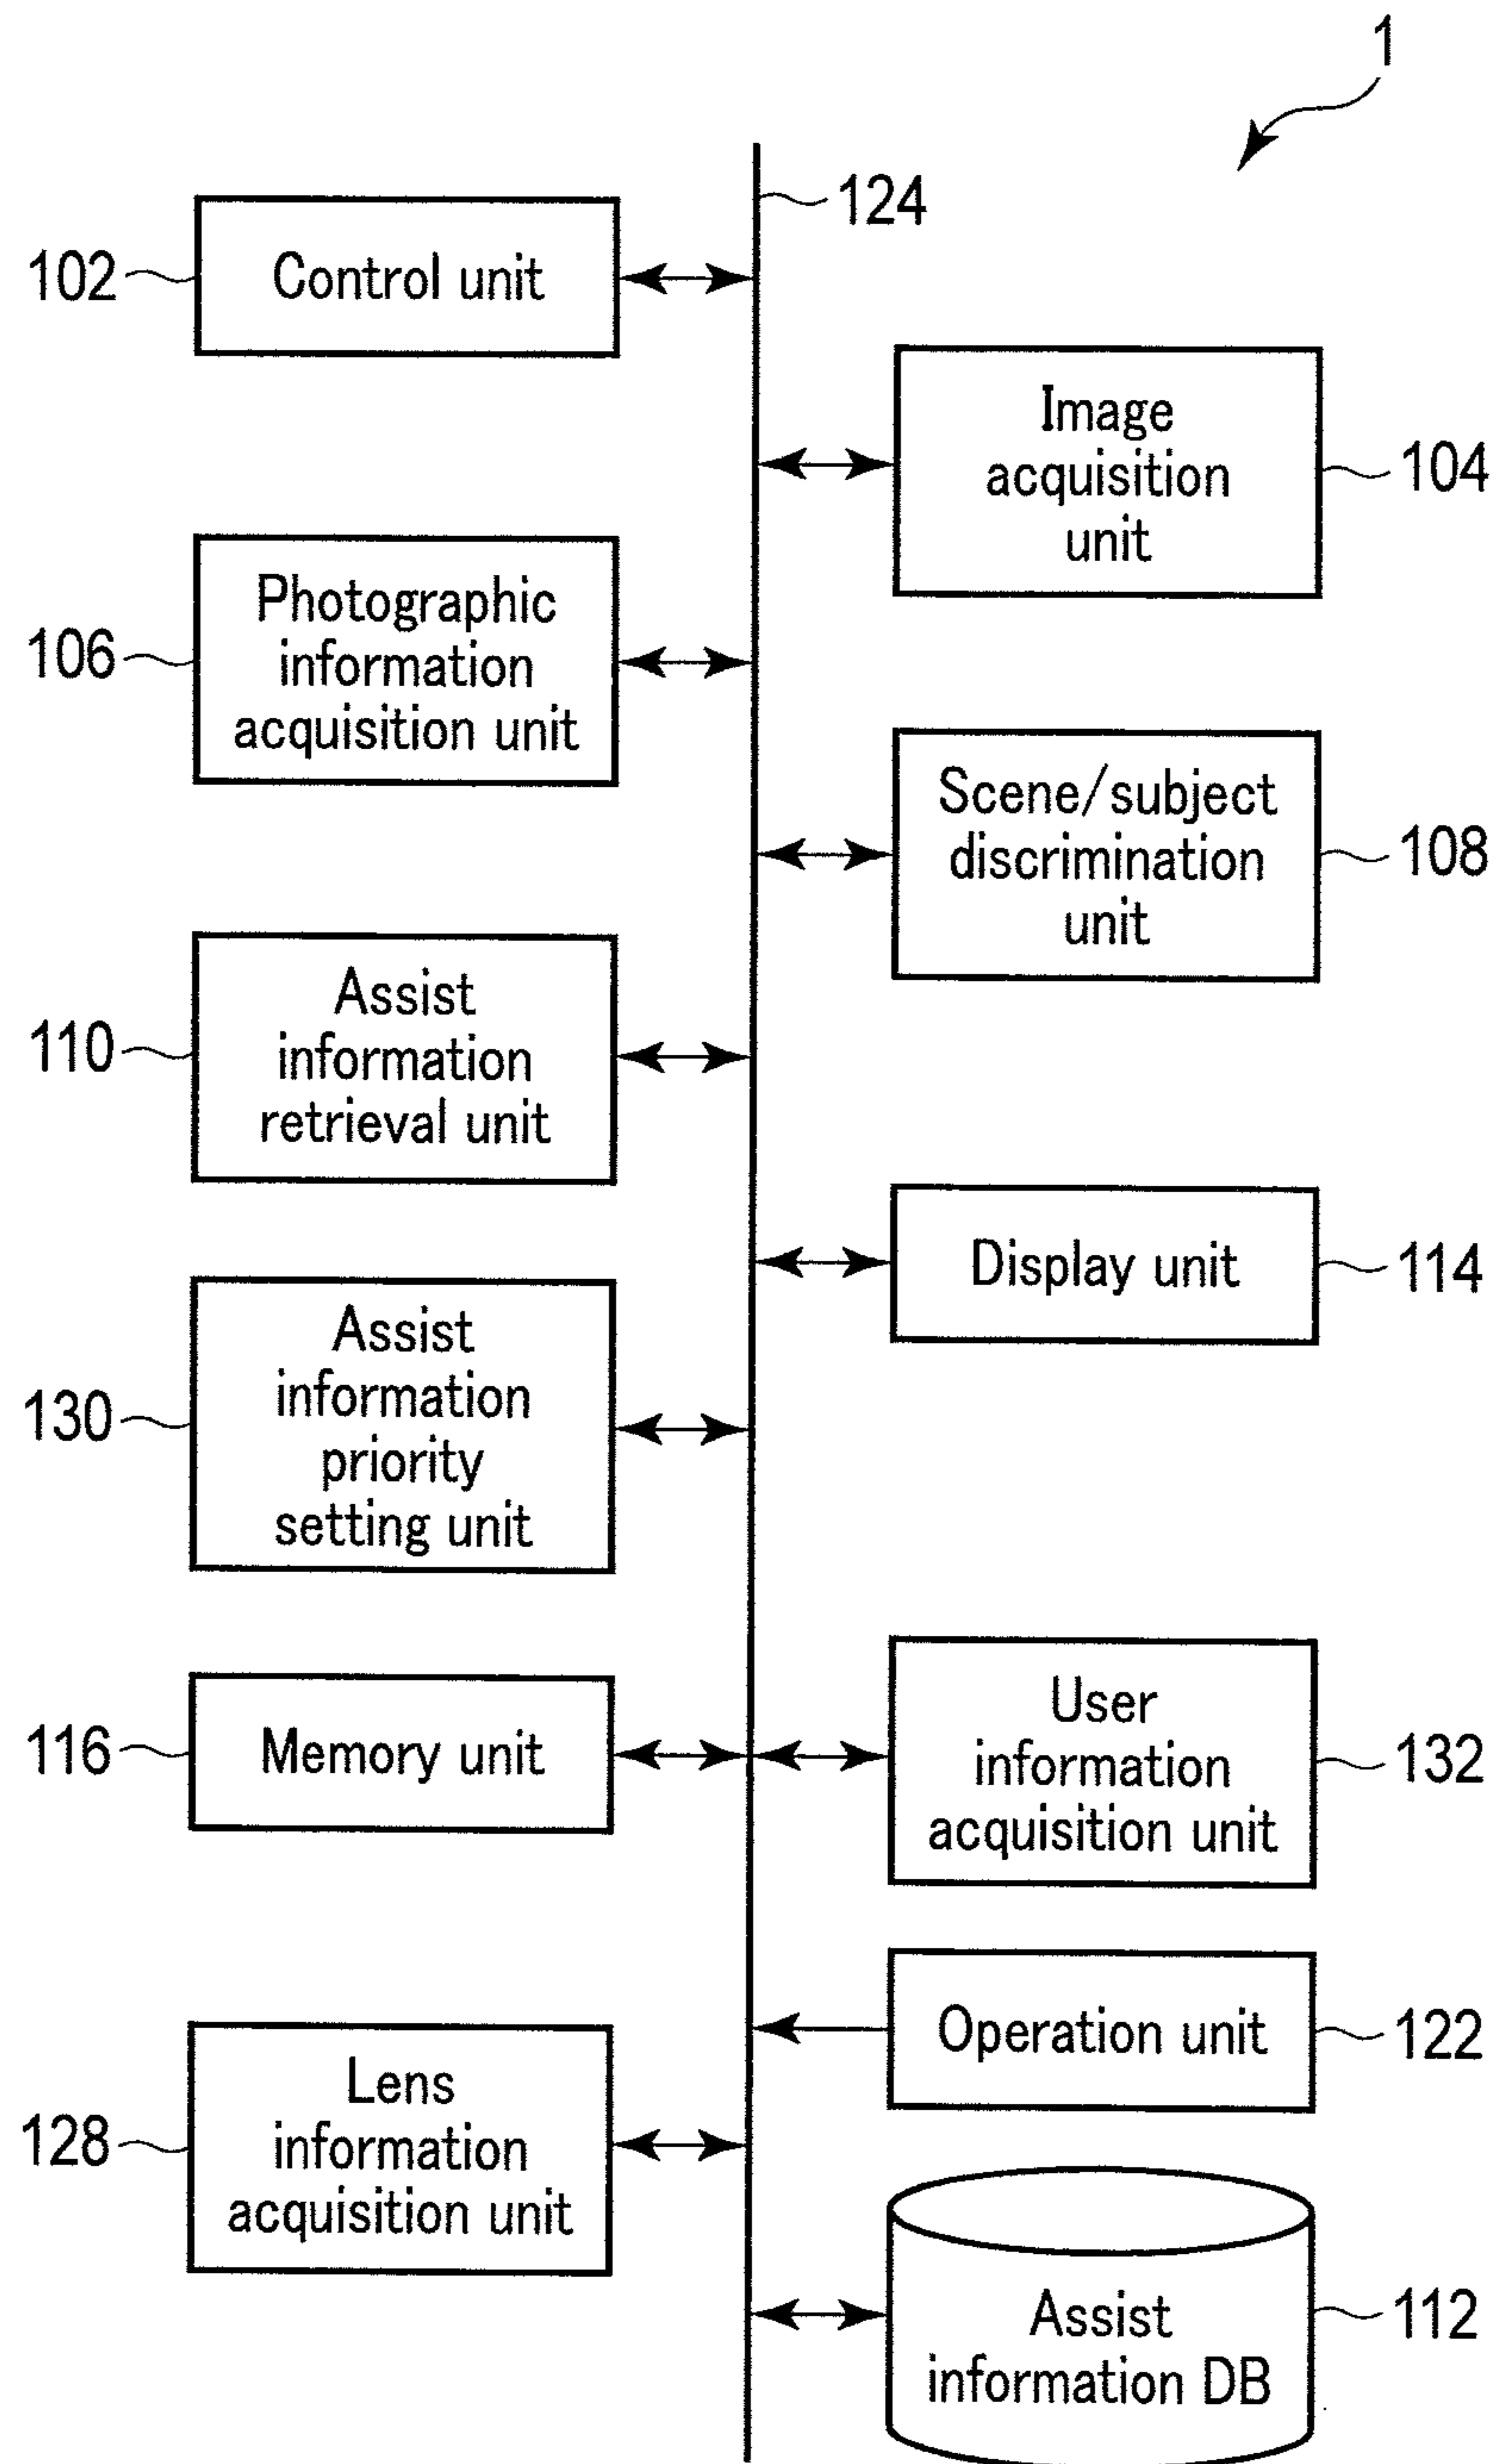 1
124
102
Control unit
Image
acquisition
unit
104
106
Photographic
information
acquisition unit
Scene/subject
discrimination
unit
108
110
Assist
information
retrieval unit
Display unit
114
130
Assist
information
priority
setting unit
116
Memory unit
User
information
acquisition unit
132
Operation unit
122
128
Lens
information
acquisition unit
Assist
information DB
112